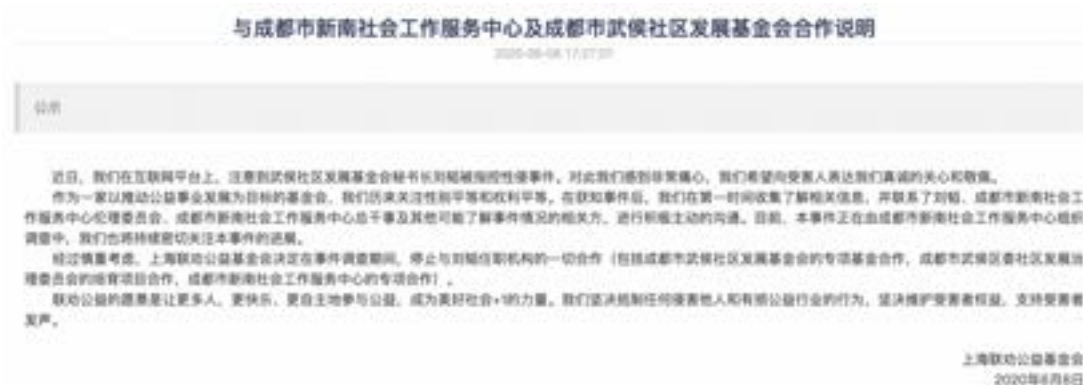 与成都市新南社会工作服务中心及成都市武侯社区发展基金会合作说明
2020-06-08 17:27:07
公示
近日，我们在互联网平台上，注意到武侯社区发展基金会秘书长刘韬被指控性侵事件。对此我们感到非常痛心，我们希望向受害人表达我们真诚的关心和敬佩。
作为一家以推动公益事业发展为目标的基金会，我们历来关注性别平等和权利平等。在获知事件后，我们在第一时间收集了解相关信息，并联系了刘韬、成都市新南社会工
作服务中心伦理委员会、成都市新南社会工作服务中心总干事及其他可能了解事件情况的相关方，进行积极主动的沟通。目前，本事件正在由成都市新南社会工作服务中心组织
调查中，我们也将持续密切关注本事件的进展。
经过慎重考虑，上海联劝公益基金会决定在事件调查期间，停止与刘韬任职机构的一切合作（包括成都市武侯社区发展基金会的专项基金合作，成都市武侯区委社区发展治
理委员会的培育项目合作，成都市新南社会工作服务中心的专项合作）。
联劝公益的愿景是让更多人，更快乐、更自主地参与公益，成为美好社会+1的力量。我们坚决抵制任何侵害他人和有损公益行业的行为，坚决维护受害者权益，支持受害者
发声。
上海联劝公益基金会
2020年6月8日